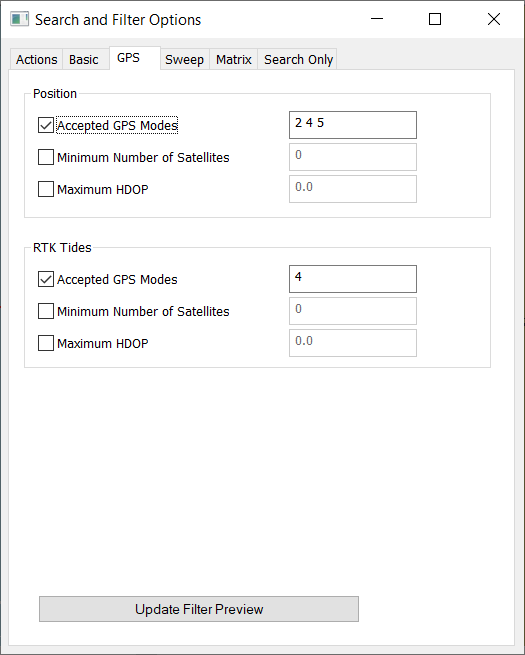 Search and Filter Options
Actions Basic GPS Sweep Matrix Search Only
Position
Accepted GPS Modes 2 4 5
Minimum Number of Satellites 0
Maximum HDOP 0.0
RTK Tides
Accepted GPS Modes 4
Minimum Number of Satellites 0
Maximum HDOP 0.0
Update Filter Preview